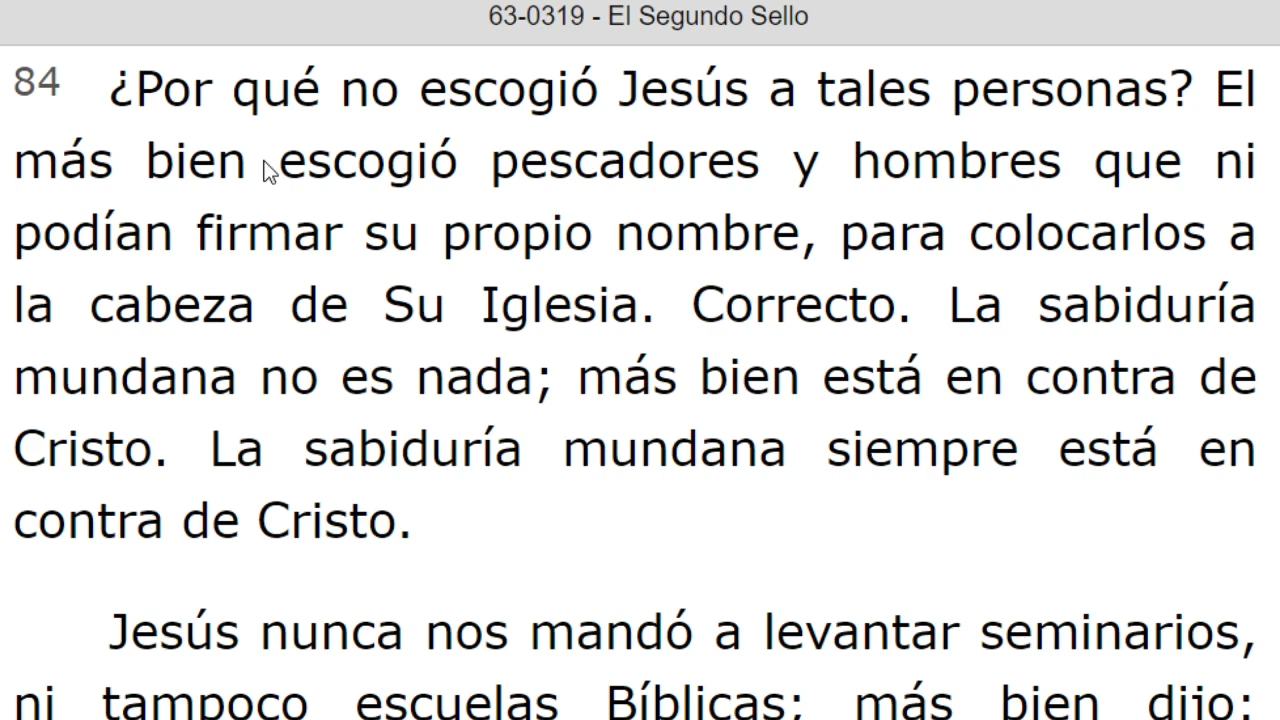 63-0319 - El Segundo Sello
84 ¿Por qué no escogió Jesús a tales personas? El
más bien escogió pescadores y hombres que ni
podían firmar su propio nombre, para colocarlos a
la cabeza de Su Iglesia. Correcto. La sabiduría
mundana no es nada; más bien está en contra de
Cristo. La sabiduría mundana siempre está en
contra de Cristo.
Jesús nunca nos mandó a levantar seminarios,
ni tampoco escuelas Bíblicas; más bien dijo: